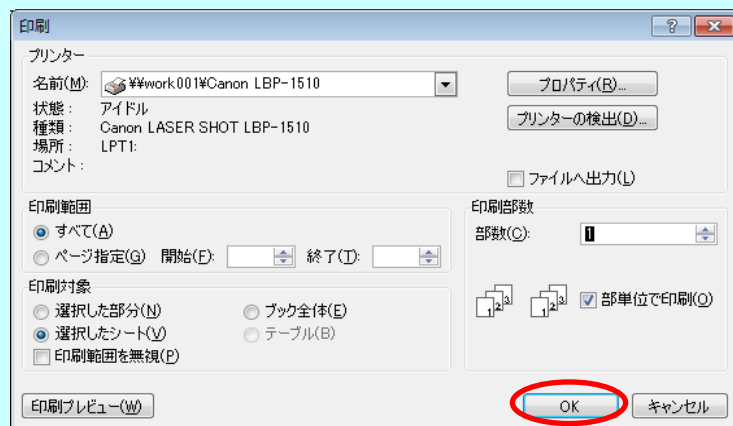 印刷
プリンター
名前(M): ¥¥work001¥Canon LBP-1510
プロパティ(R)...
状態： アイドル
種類： Canon LASER SHOT LBP-1510
プリンターの検出(D)...
場所： LPT1:
コメント：
ファイルへ出力(L)
印刷範囲
すべて(A)
ページ指定(G) 開始(F): 終了(T):
印刷部数
部数(C): 1
1 2 3 1 2 3 部単位で印刷(O)
印刷対象
選択した部分(N) ブック全体(E)
選択したシート(V) テーブル(B)
印刷範囲を無視(P)
印刷プレビュー(W) OK キャンセル